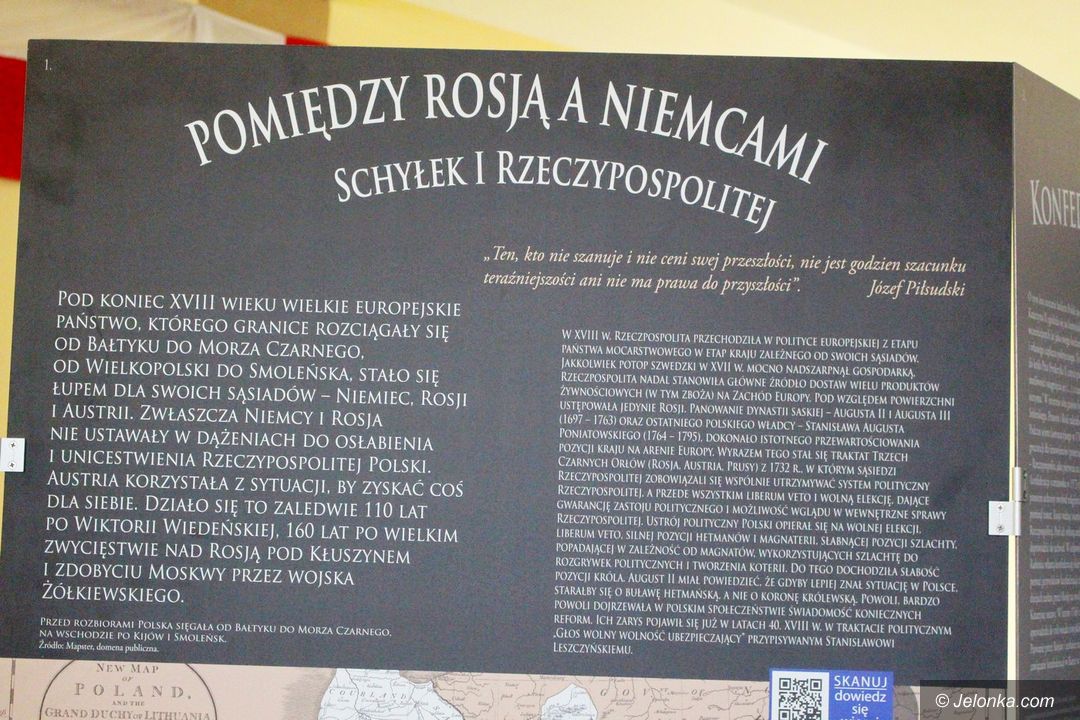 1.
POMIĘDZY ROSJĄ A NIEMCAMI
SCHYŁEK I RZECZYPOSPOLITEJ
„Ten, kto nie szanuje i nie ceni swej przeszłości, nie jest godzien szacunku
teraźniejszości ani nie ma prawa do przyszłości”.
Józef Piłsudski
POD KONIEC XVIII WIEKU WIELKIE EUROPEJSKIE
PAŃSTWO, KTÓREGO GRANICE ROZCIĄGAŁY SIĘ
OD BAŁTYKU DO MORZA CZARNEGO,
OD WIELKOPOLSKI DO SMOLEŃSKA, STAŁO SIĘ
ŁUPEM DLA SWOICH SĄSIADÓW – NIEMIEC, ROSJI
I AUSTRII. ZWŁASZCZA NIEMCY I ROSJA
NIE USTAWAŁY W DĄŻENIACH DO OSŁABIENIA
I UNICESTWIENIA RZECZYPOSPOLITEJ POLSKI.
AUSTRIA KORZYSTAŁA Z SYTUACJI, BY ZYSKAĆ COŚ
DLA SIEBIE. DZIAŁO SIĘ TO ZALEDWIE 110 LAT
PO WIKTORII WIEDEŃSKIEJ, 160 LAT PO WIELKIM
ZWYCIĘSTWIE NAD ROSJĄ POD KŁUSZYNEM
I ZDOBYCIU MOSKWY PRZEZ WOJSKA
ŻÓŁKIEWSKIEGO.
PRZED ROZBIORAMI POLSKA SIĘGAŁA OD BAŁTYKU DO MORZA CZARNEGO,
NA WSCHODZIE PO KIJÓW I SMOLEŃSK.
Źródło: Mapster, domena publiczna.
W XVIII W. RZECZPOSPOLITA PRZECHODZIŁA W POLITYCE EUROPEJSKIEJ Z ETAPU
PAŃSTWA MOCARSTWOWEGO W ETAP KRAJU ZALEŻNEGO OD SWOICH SĄSIADÓW.
JAKKOLWIEK POTOP SZWEDZKI W XVII W. MOCNO NADSZARPNĄŁ GOSPODARKĄ,
RZECZPOSPOLITA NADAL STANOWIŁA GŁÓWNE ŹRÓDŁO DOSTAW WIELU PRODUKTÓW
ŻYWNOŚCIOWYCH (W TYM ZBOŻA) NA ZACHÓD EUROPY. POD WZGLĘDEM POWIERZCHNI
USTĘPOWAŁA JEDYNIE ROSJI. PANOWANIE DYNASTII SASKIEJ – AUGUSTA II I AUGUSTA III
(1697 – 1763) ORAZ OSTATNIEGO POLSKIEGO WŁADCY – STANISŁAWA AUGUSTA
PONIATOWSKIEGO (1764 – 1795), DOKONAŁO ISTOTNEGO PRZEWARTOŚCIOWANIA
POZYCJI KRAJU NA ARENIE EUROPY. WYRAZEM TEGO STAŁ SIĘ TRAKTAT TRZECH
CZARNYCH ORŁÓW (ROSJA, AUSTRIA, PRUSY) Z 1732 R., W KTÓRYM SĄSIEDZI
RZECZYPOSPOLITEJ ZOBOWIĄZALI SIĘ WSPÓLNIE UTRZYMYWAĆ SYSTEM POLITYCZNY
RZECZYPOSPOLITEJ, A PRZEDE WSZYSTKIM LIBERUM VETO I WOLNĄ ELEKCJĘ, DAJĄCE
GWARANCJĘ ZASTOJU POLITYCZNEGO I MOŻLIWOŚĆ WGLĄDU W WEWNĘTRZNE SPRAWY
RZECZYPOSPOLITEJ. USTRÓJ POLITYCZNY POLSKI OPIERAŁ SIĘ NA WOLNEJ ELEKCJI,
LIBERUM VETO, SILNEJ POZYCJI HETMANÓW I MAGNATERII, SŁABNĄCEJ POZYCJI SZLACHTY,
POPADAJĄCEJ W ZALEŻNOŚĆ OD MAGNATÓW, WYKORZYSTUJĄCYCH SZLACHTĘ DO
ROZGRYWEK POLITYCZNYCH I TWORZENIA KOTERII. DO TEGO DOCHODZIŁA SŁABOŚĆ
POZYCJI KRÓLA. AUGUST II MIAŁ POWIEDZIEĆ, ŻE GDYBY LEPIEJ ZNAŁ SYTUACJĘ W POLSCE,
STARAŁBY SIĘ O BUŁAWĘ HETMAŃSKĄ, A NIE O KORONĘ KRÓLEWSKĄ. POWOLI, BARDZO
POWOLI DOJRZEWAŁA W POLSKIM SPOŁECZEŃSTWIE ŚWIADOMOŚĆ KONIECZNYCH
REFORM. ICH ZARYS POJAWIŁ SIĘ JUŻ W LATACH 40. XVIII W. W TRAKTACIE POLITYCZNYM
„GŁOS WOLNY WOLNOŚĆ UBEZPIECZAJĄCY” PRZYPISYWANYM STANISŁAWOWI
LESZCZYŃSKIEMU.
NEW MAP
OF
POLAND,
AND THE
GRAND DUCHY OF LITHUANIA
COURLAND
SKANUJ
dowiedz
się
© Jelonka.com